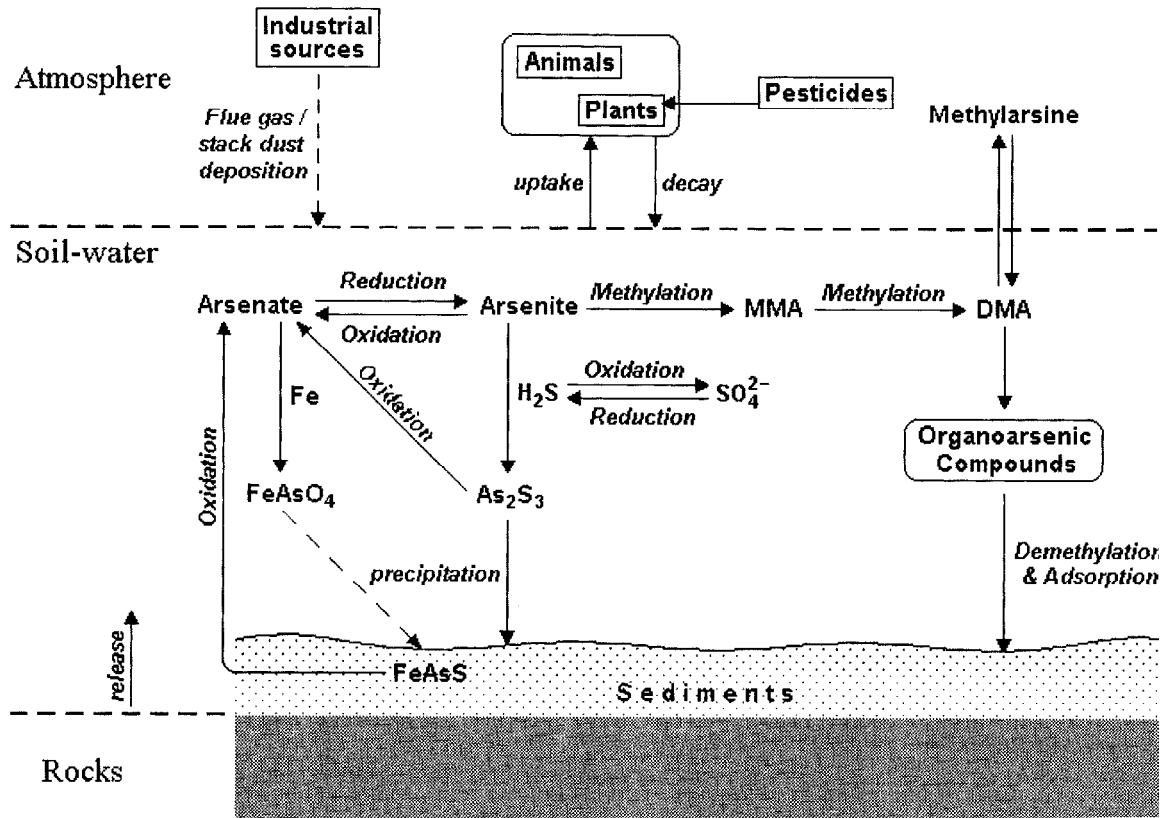 Industrial
sources
Animals
Plants
Pesticides
Atmosphere
Flue gas /
stack dust
deposition
Methylarsine
uptake
decay
Soil-water
Reduction
Arsenate
Arsenite
Methylation
MMA
Methylation
DMA
Oxidation
Fe
Oxidation
H₂S
Oxidation
SO₄²⁻
Reduction
Organoarsenic
Compounds
Oxidation
FeAsO₄
As₂S₃
precipitation
Demethylation
& Adsorption
release
FeAsS
Sediments
Rocks